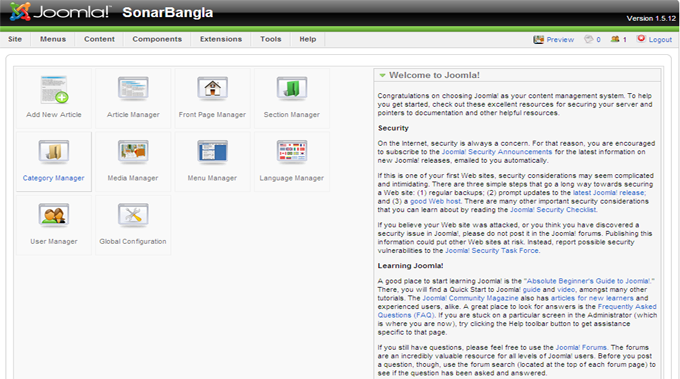 Joomla! SonarBangla
Version 1.5.12
Site Menus Content Components Extensions Tools Help Preview 0 1 Logout
Add New Article Article Manager Front Page Manager Section Manager
Category Manager Media Manager Menu Manager Language Manager
User Manager Global Configuration
Welcome to Joomla!
Congratulations on choosing Joomla! as your content management system. To help
you get started, check out these excellent resources for securing your server and
pointers to documentation and other helpful resources.
Security
On the Internet, security is always a concern. For that reason, you are encouraged
to subscribe to the Joomla! Security Announcements for the latest information on
new Joomla! releases, emailed to you automatically.
If this is one of your first Web sites, security considerations may seem complicated
and intimidating. There are three simple steps that go a long way towards securing
a Web site: (1) regular backups; (2) prompt updates to the latest Joomla! release;
and (3) a good Web host. There are many other important security considerations
that you can learn about by reading the Joomla! Security Checklist.
If you believe your Web site was attacked, or you think you have discovered a
security issue in Joomla!, please do not post it in the Joomla! forums. Publishing this
information could put other Web sites at risk. Instead, report possible security
vulnerabilities to the Joomla! Security Task Force.
Learning Joomla!
A good place to start learning Joomla! is the "Absolute Beginner's Guide to Joomla!."
There, you will find a Quick Start to Joomla! guide and video, amongst many other
tutorials. The Joomla! Community Magazine also has articles for new learners and
experienced users, alike. A great place to look for answers is the Frequently Asked
Questions (FAQ). If you are stuck on a particular screen in the Administrator (which
is where you are now), try clicking the Help toolbar button to get assistance
specific to that page.
If you still have questions, please feel free to use the Joomla! Forums. The forums
are an incredibly valuable resource for all levels of Joomla! users. Before you post
a question, though, use the forum search (located at the top of each forum page) to
see if the question has been asked and answered.